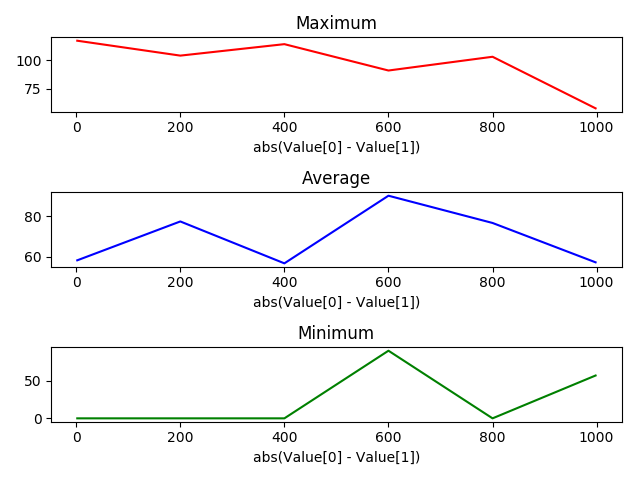 Maximum
100
75
0 200 400 600 800 1000
abs(Value[0] - Value[1])
Average
80
60
0 200 400 600 800 1000
abs(Value[0] - Value[1])
Minimum
50
0
0 200 400 600 800 1000
abs(Value[0] - Value[1])